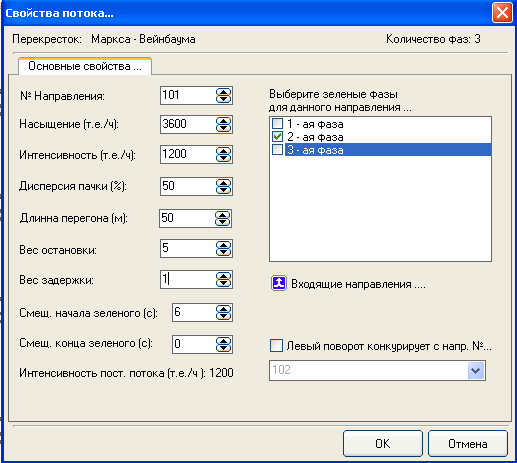 Свойства потока...
Перекресток: Маркса - Вейнбаума Количество фаз: 3
Основные свойства ...
№ Направления: 101
Насыщение (т.е./ч): 3600
Интенсивность (т.е./ч): 1200
Дисперсия пачки (%): 50
Длинна перегона (м): 50
Вес остановки: 5
Вес задержки: 1
Смещ. начала зеленого (с): 6
Смещ. конца зеленого (с): 0
Интенсивность пост. потока (т.е./ч ): 1200
Выберите зеленые фазы
для данного направления ...
1 - ая фаза
2 - ая фаза
3 - ая фаза
Входящие направления ....
Левый поворот конкурирует с напр. №...
102
OK Отмена